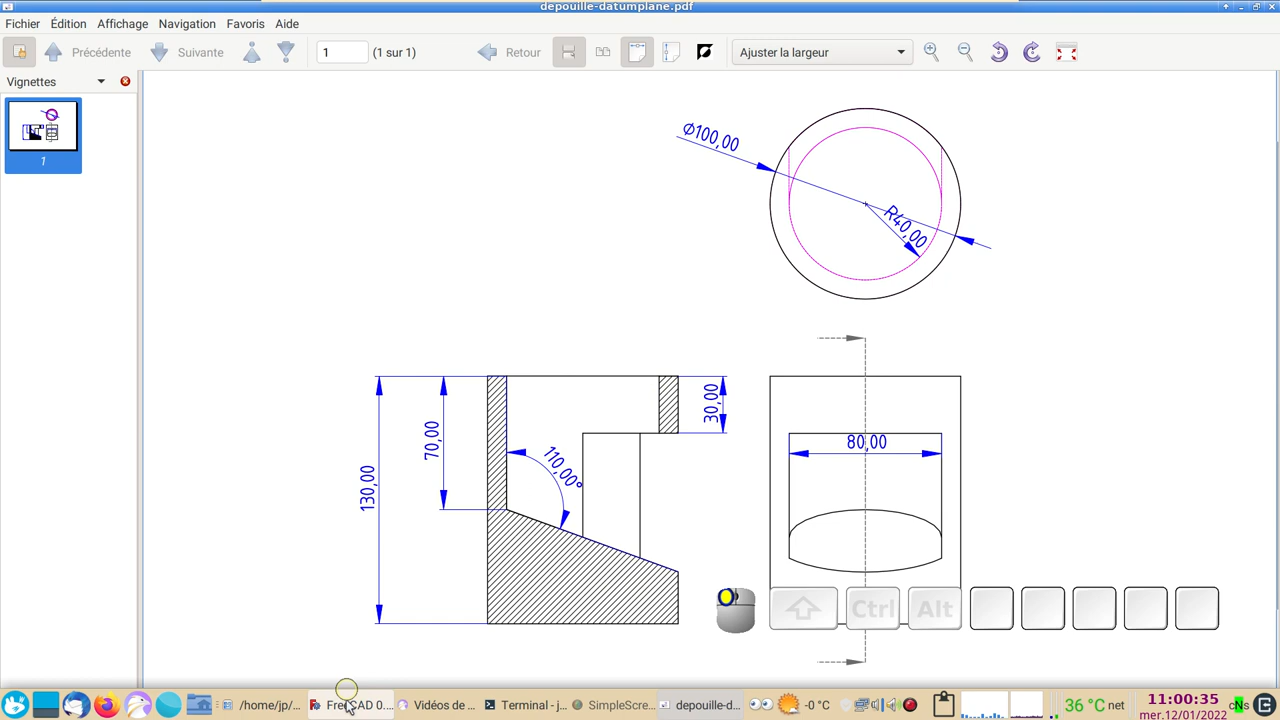 depouille-datumplane.pdf
Fichier Édition Affichage Navigation Favoris Aide
Précédente Suivante 1 (1 sur 1) Retour Ajuster la largeur
Vignettes
1
Ø100,00
R40,00
130,00
70,00
110,00°
30,00
80,00
Ctrl Alt
/home/jp/... FreeCAD 0.... Vidéos de ... Terminal - j... SimpleScre... depouille-d... -0 °C 36 °C net 11:00:35
mer.12/01/2022